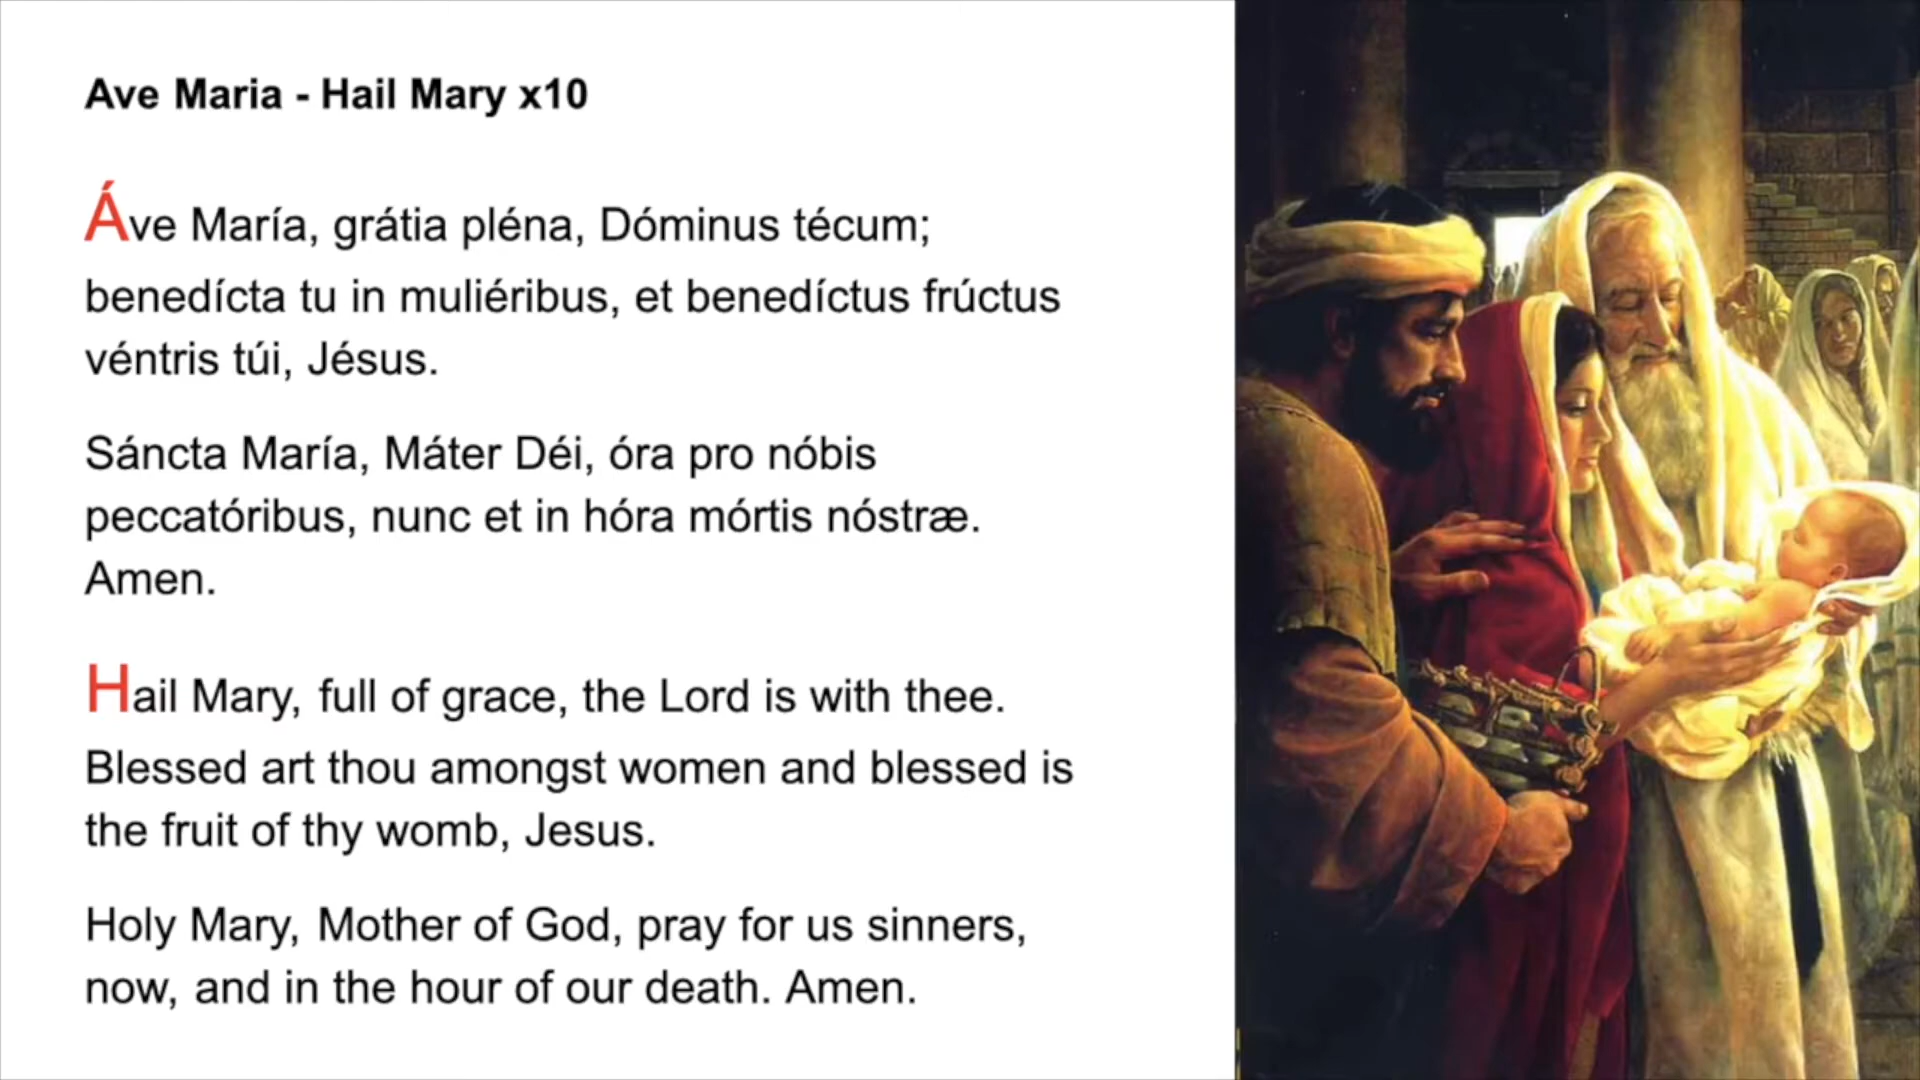 Ave Maria - Hail Mary x10
Áve María, grátia pléna, Dóminus técum;
benedícta tu in muliéribus, et benedíctus frúctus
véntris túi, Jésus.
Sáncta María, Máter Déi, óra pro nóbis
peccatóribus, nunc et in hóra mórtis nóstræ.
Amen.
Hail Mary, full of grace, the Lord is with thee.
Blessed art thou amongst women and blessed is
the fruit of thy womb, Jesus.
Holy Mary, Mother of God, pray for us sinners,
now, and in the hour of our death. Amen.